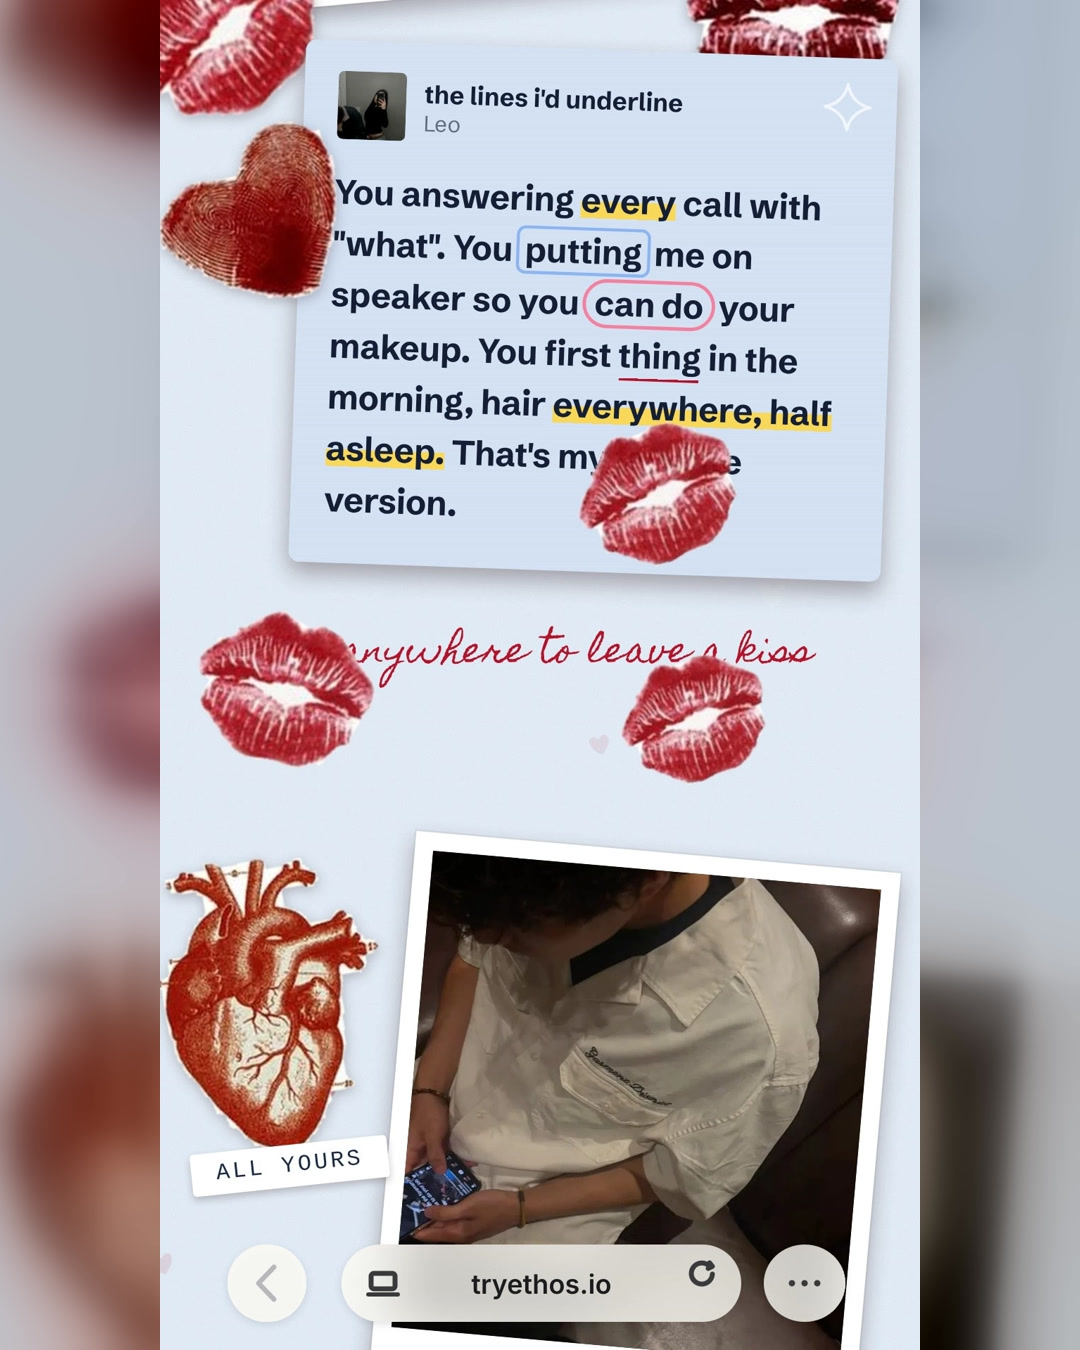 the lines i'd underline
Leo
You answering every call with
"what". You putting me on
speaker so you can do your
makeup. You first thing in the
morning, hair everywhere, half
asleep. That's my
version.
anywhere to leave a kiss
ALL YOURS
tryethos.io